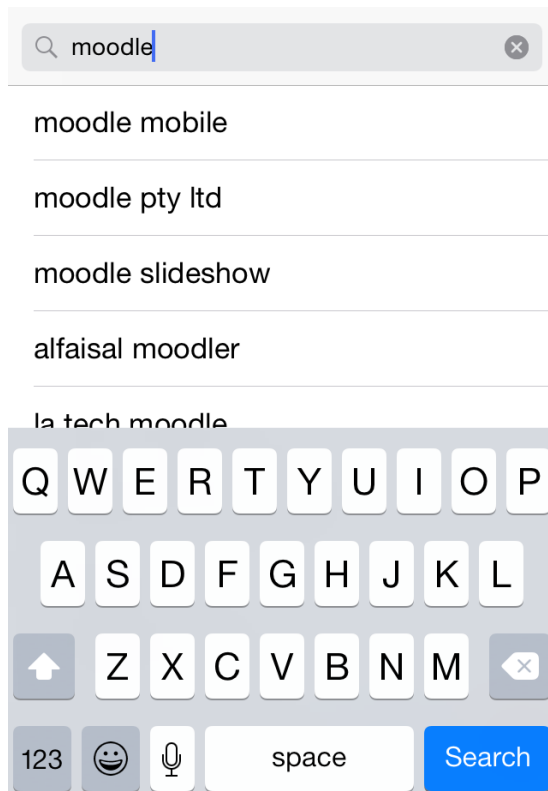 moodle
moodle mobile
moodle pty ltd
moodle slideshow
alfaisal moodler
la tech moodle
Q W E R T Y U I O P
A S D F G H J K L
Z X C V B N M
123 space Search